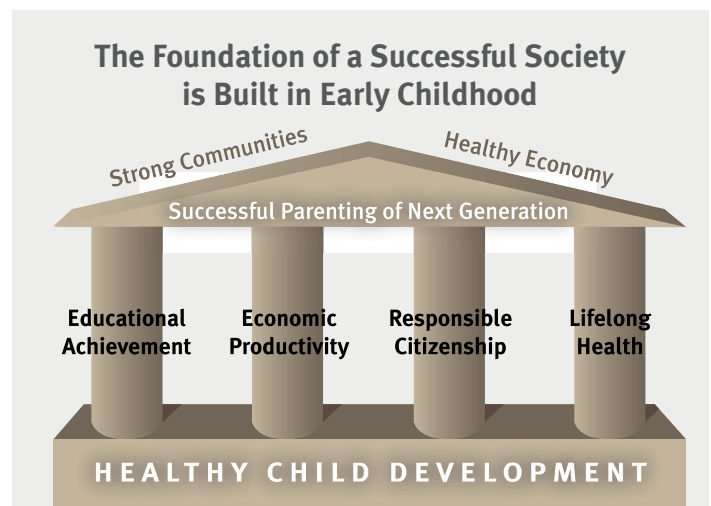 The Foundation of a Successful Society
is Built in Early Childhood
Strong Communities
Healthy Economy
Successful Parenting of Next Generation
Educational
Achievement
Economic
Productivity
Responsible
Citizenship
Lifelong
Health
HEALTHY CHILD DEVELOPMENT